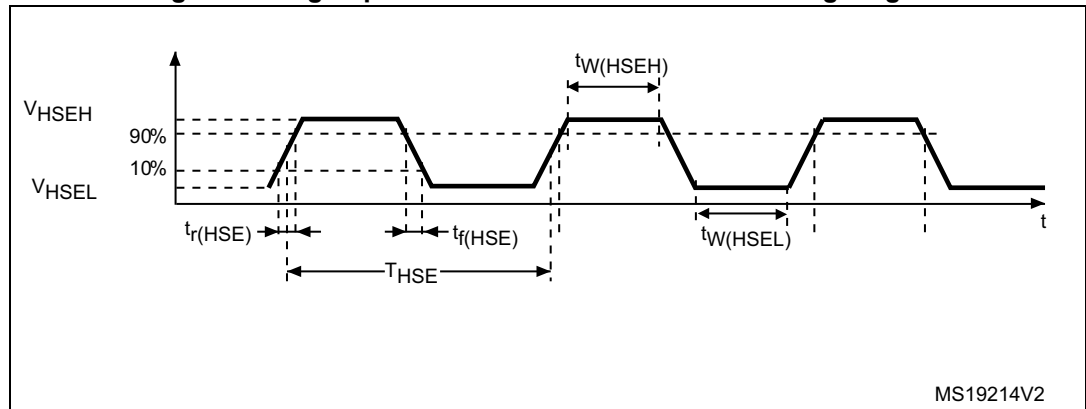 tW(HSEH)
VHSEH
90%
10%
VHSEL
tr(HSE)
tf(HSE)
tW(HSEL)
t
THSE
MS19214V2